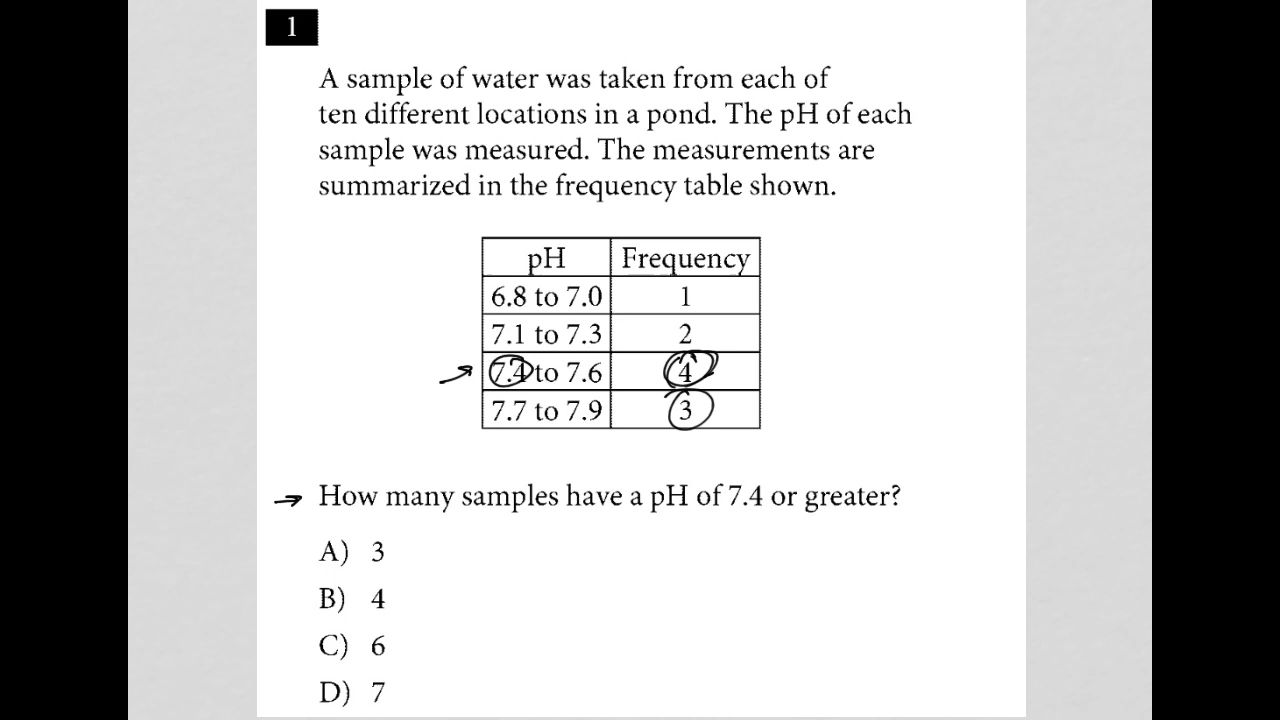 1
A sample of water was taken from each of
ten different locations in a pond. The pH of each
sample was measured. The measurements are
summarized in the frequency table shown.
pH Frequency
6.8 to 7.0 1
7.1 to 7.3 2
7.4 to 7.6 4
7.7 to 7.9 3
How many samples have a pH of 7.4 or greater?
A) 3
B) 4
C) 6
D) 7